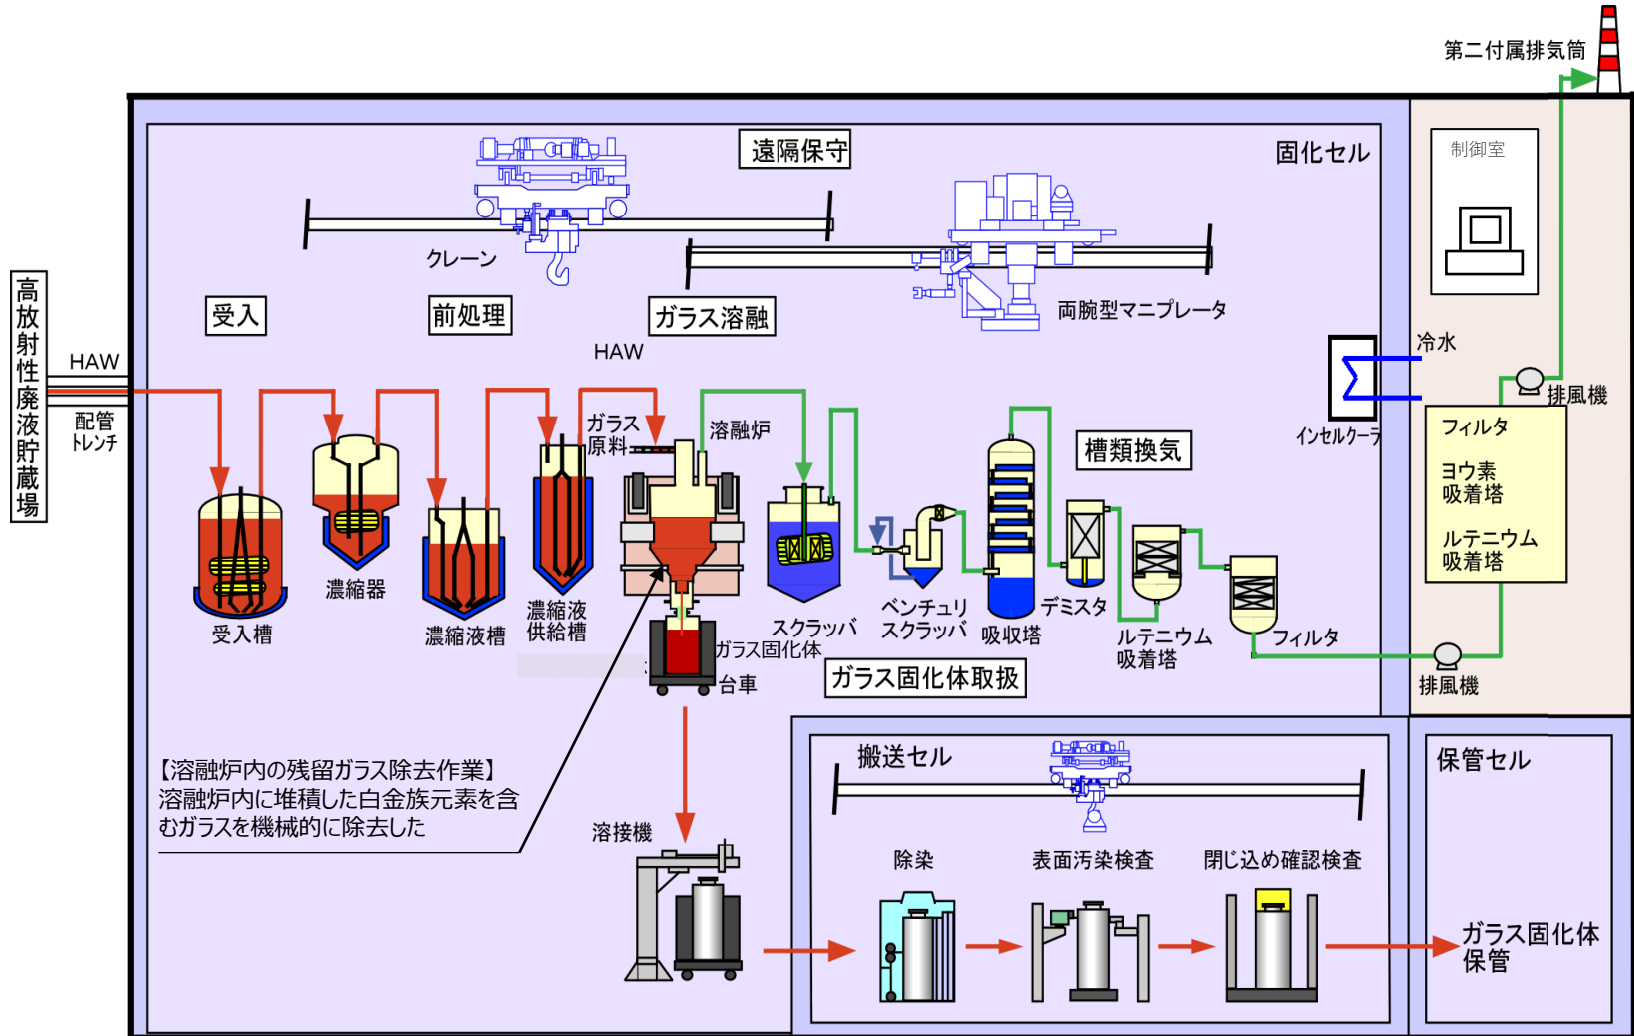 第二付属排気筒
遠隔保守
固化セル
制御室
クレーン
両腕型マニプレータ
高放射性廃液貯蔵場
HAW
配管
トレンチ
受入
前処理
ガラス溶融
HAW
ガラス
原料
溶融炉
槽類換気
冷水
インセルクーラ
排風機
フィルタ
ヨウ素
吸着塔
ルテニウム
吸着塔
受入槽
濃縮器
濃縮液槽
濃縮液
供給槽
ガラス固化体
台車
スクラッバ
ベンチュリ
スクラッバ
吸収塔
デミスタ
ルテニウム
吸着塔
フィルタ
排風機
ガラス固化体取扱
【溶融炉内の残留ガラス除去作業】
溶融炉内に堆積した白金族元素を含
むガラスを機械的に除去した
溶接機
搬送セル
保管セル
除染
表面汚染検査
閉じ込め確認検査
ガラス固化体
保管